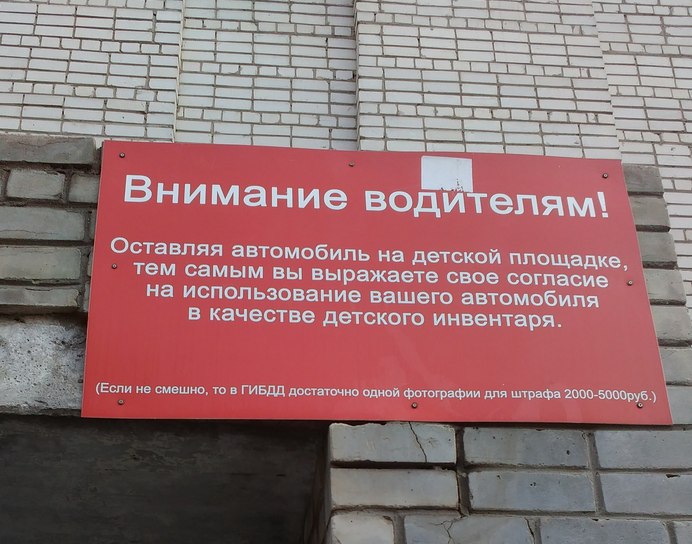 Внимание водителям!
Оставляя автомобиль на детской площадке,
тем самым вы выражаете свое согласие
на использование вашего автомобиля
в качестве детского инвентаря.
(Если не смешно, то в ГИБДД достаточно одной фотографии для штрафа 2000-5000руб.)